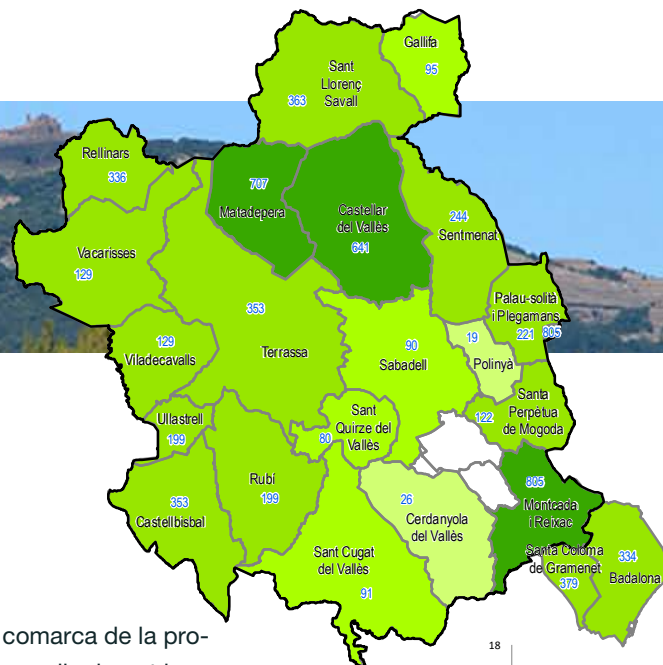 Gallifa
95
Sant
Llorenç
Savall
363
Rellinars
336
707
Matadepera
Castellar
del Vallès
641
244
Sentmenat
Vacarisses
129
353
Terrassa
Palau-solità
i Plegamans
221
805
129
Viladecavalls
90
Sabadell
19
Polinyà
Santa
Perpètua
de Mogoda
122
Ullastrell
199
Sant
Quirze del
Vallès
80
Rubí
199
353
Castellbisbal
26
Cerdanyola
del Vallès
805
Montcada
i Reixac
Sant Cugat
del Vallès
91
Santa Coloma
de Gramenet
379
334
Badalona
comarca de la pro-
18